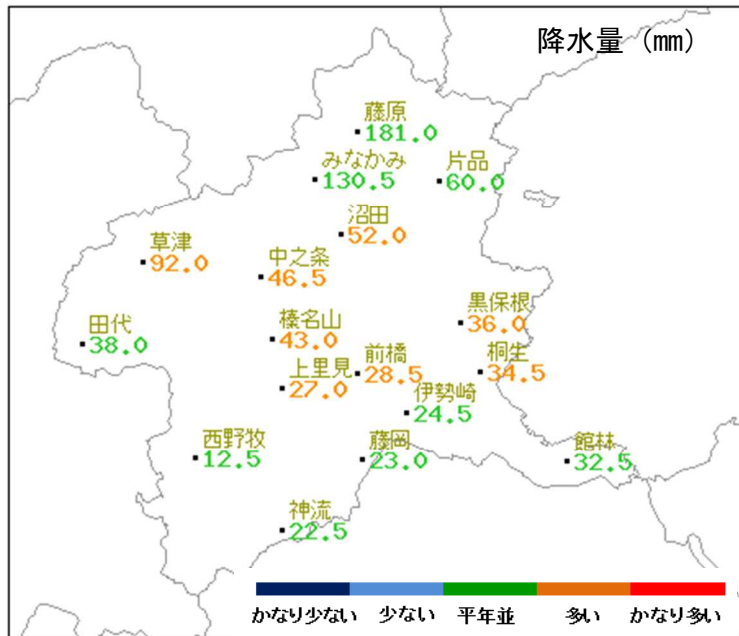 降水量 (mm)
藤原
181.0
みなかみ
130.5
片品
60.0
沼田
52.0
草津
92.0
中之条
46.5
黒保根
36.0
田代
38.0
榛名山
43.0
前橋
28.5
桐生
34.5
上里見
27.0
伊勢崎
24.5
西野牧
12.5
藤岡
23.0
館林
32.5
神流
22.5
かなり少ない 少ない 平年並 多い かなり多い